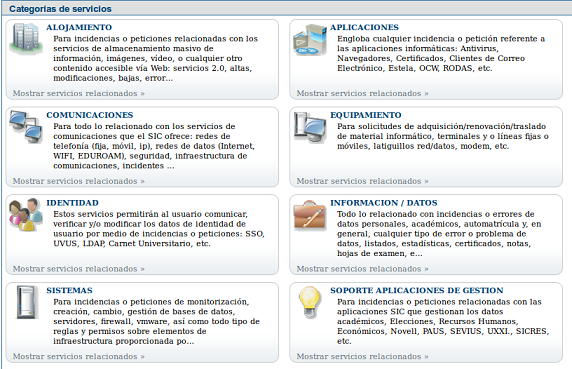 Categorías de servicios
ALOJAMIENTO
Para incidencias o peticiones relacionadas con los
servicios de almacenamiento masivo de
información, imágenes, vídeo, o cualquier otro
contenido accesible vía Web: servicios 2.0, altas,
modificaciones, bajas, error...
Mostrar servicios relacionados »
APLICACIONES
Engloba cualquier incidencia o petición referente a
las aplicaciones informáticas: Antivirus,
Navegadores, Certificados, Clientes de Correo
Electrónico, Estela, OCW, RODAS, etc.
Mostrar servicios relacionados »
COMUNICACIONES
Para todo lo relacionado con los servicios de
comunicaciones que el SIC ofrece: redes de
telefonía (fija, móvil, ip), redes de datos (Internet,
WIFI, EDUROAM), seguridad, infraestructura de
comunicaciones, incidentes ...
Mostrar servicios relacionados »
EQUIPAMIENTO
Para solicitudes de adquisición/renovación/traslado
de material informático, terminales y o líneas fijas o
móviles, latiguillos red/datos, modem, etc.
Mostrar servicios relacionados »
IDENTIDAD
Estos servicios permitirán al usuario comunicar,
verificar y/o modificar los datos de identidad de
usuario por medio de incidencias o peticiones: SSO,
UVUS, LDAP, Carnet Universitario, etc.
Mostrar servicios relacionados »
INFORMACION / DATOS
Todo lo relacionado con incidencias o errores de
datos personales, académicos, automatrícula y, en
general, cualquier tipo de error o problema de
datos, listados, estadísticas, certificados, notas,
hojas de examen, e...
Mostrar servicios relacionados »
SISTEMAS
Para incidencias o peticiones de monitorización,
creación, cambio, gestión de bases de datos,
servidores, firewall, vmware, así como todo tipo de
reglas y permisos sobre elementos de
infraestructura proporcionada po...
Mostrar servicios relacionados »
SOPORTE APLICACIONES DE GESTION
Para incidencias o peticiones relacionadas con las
aplicaciones SIC que gestionan los datos
académicos, Elecciones, Recursos Humanos,
Económicos, Novell, PAUS, SEVIUS, UXXI., SICRES,
etc.
Mostrar servicios relacionados »